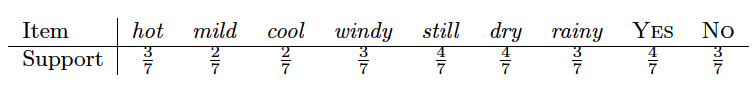 Item hot mild cool windy still dry rainy YES NO
Support 3/7 2/7 2/7 3/7 4/7 4/7 3/7 4/7 3/7